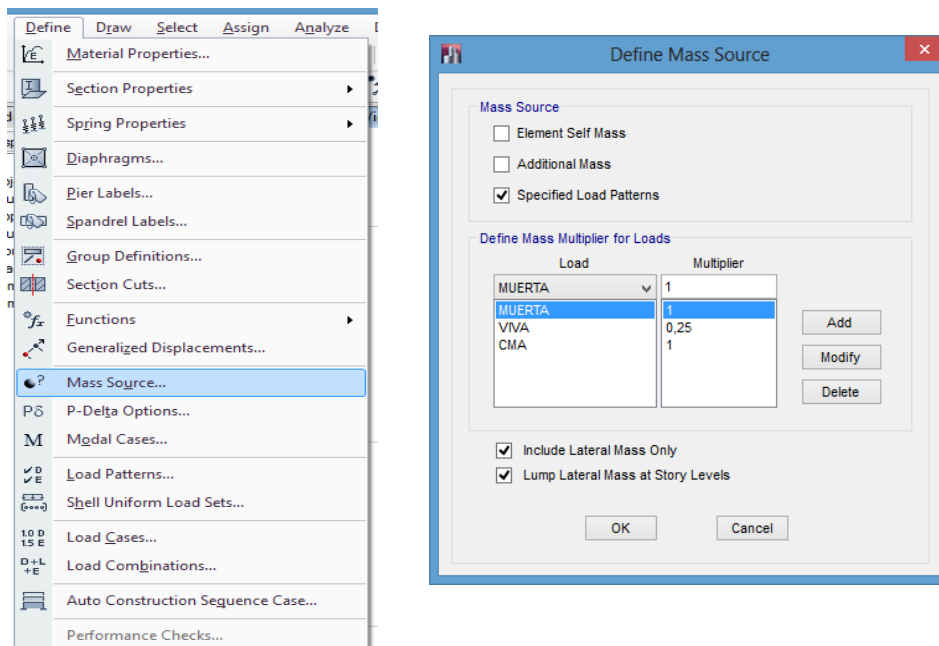 Define Draw Select Assign Analyze
Material Properties...
Section Properties
Spring Properties
Diaphragms...
Pier Labels...
Spandrel Labels...
Group Definitions...
Section Cuts...
Functions
Generalized Displacements...
Mass Source...
Pδ P-Delta Options...
M Modal Cases...
Load Patterns...
Shell Uniform Load Sets...
Load Cases...
Load Combinations...
Auto Construction Sequence Case...
Performance Checks...
Define Mass Source
Mass Source
Element Self Mass
Additional Mass
Specified Load Patterns
Define Mass Multiplier for Loads
Load Multiplier
MUERTA 1
MUERTA 1
VIVA 0,25
CMA 1
Add
Modify
Delete
Include Lateral Mass Only
Lump Lateral Mass at Story Levels
OK Cancel